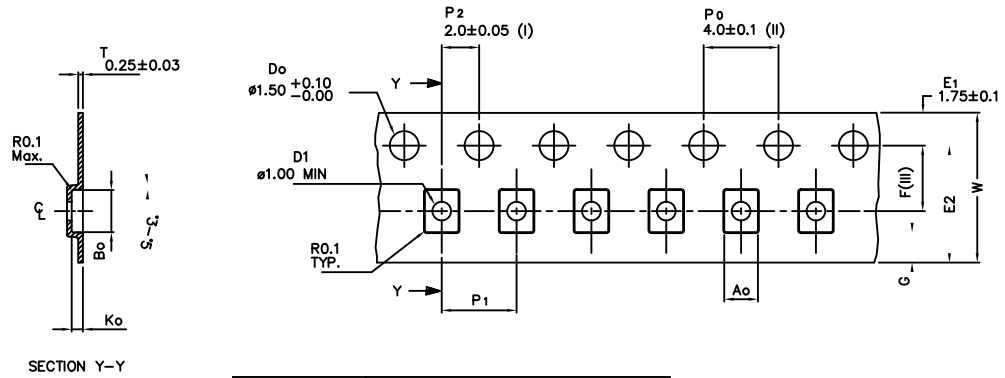 P2
2.0±0.05 (I)
Po
4.0±0.1 (II)
T
0.25±0.03
Do
ø1.50 +0.10
-0.00
Y
E1
1.75±0.1
R0.1
Max.
D1
ø1.00 MIN
F(III)
E2
W
℄
Bo
3°-5°
R0.1
TYP.
G
Y
P1
Ao
Ko
SECTION Y-Y